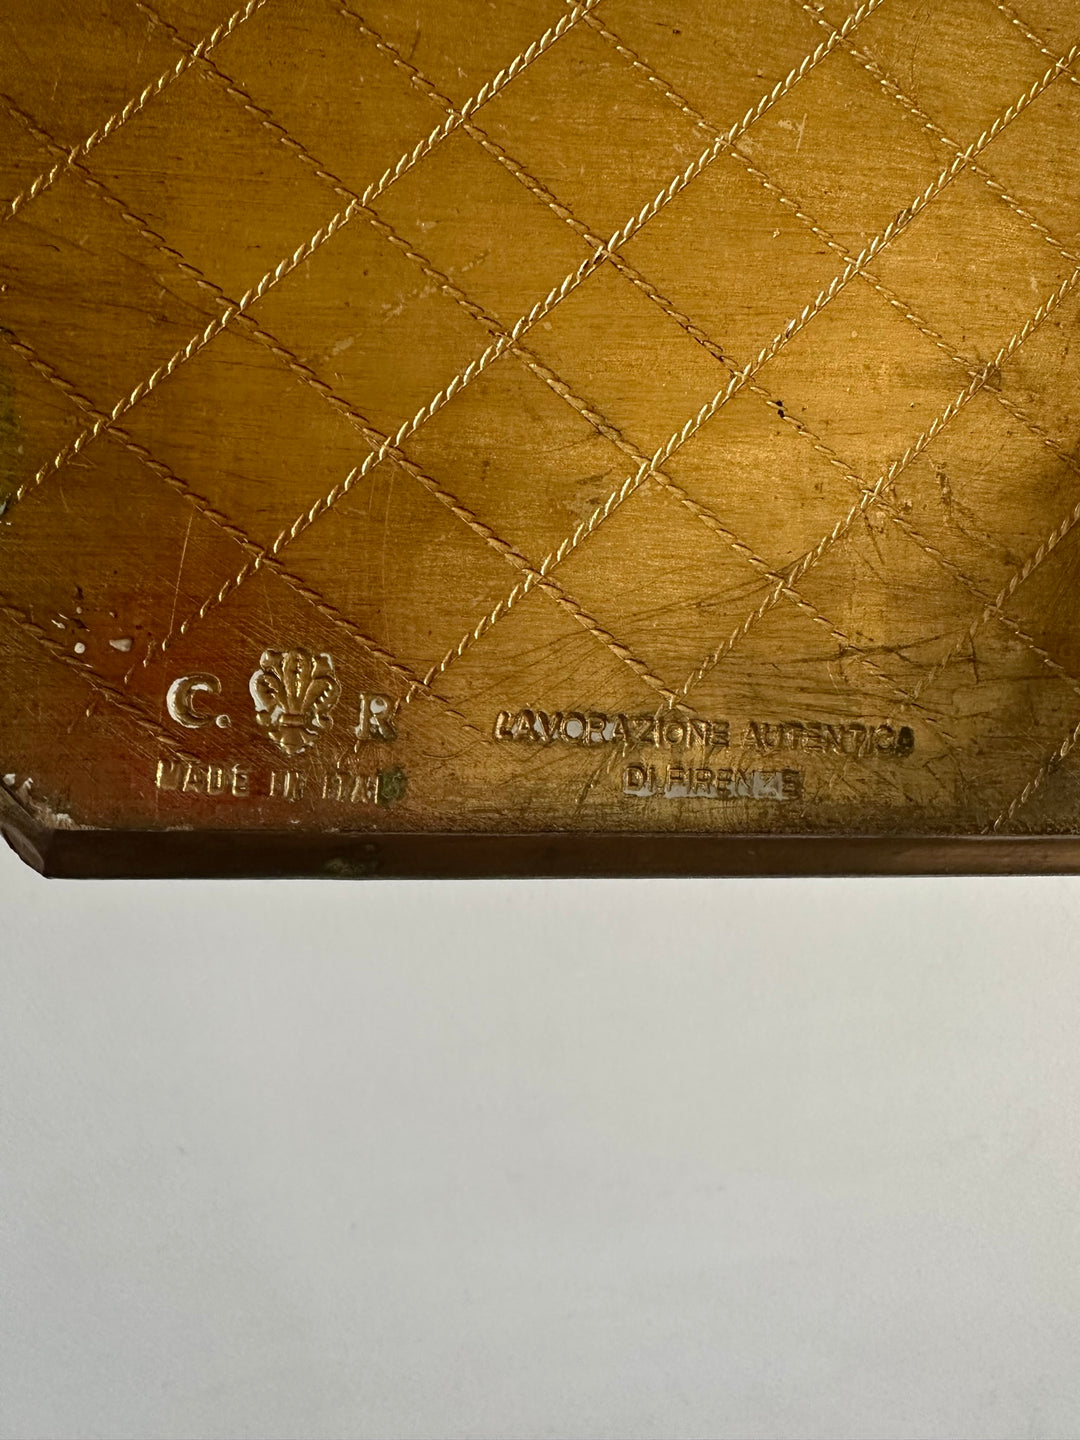 C. R
MADE IN ITALY
LAVORAZIONE AUTENTICA
DI FIRENZE